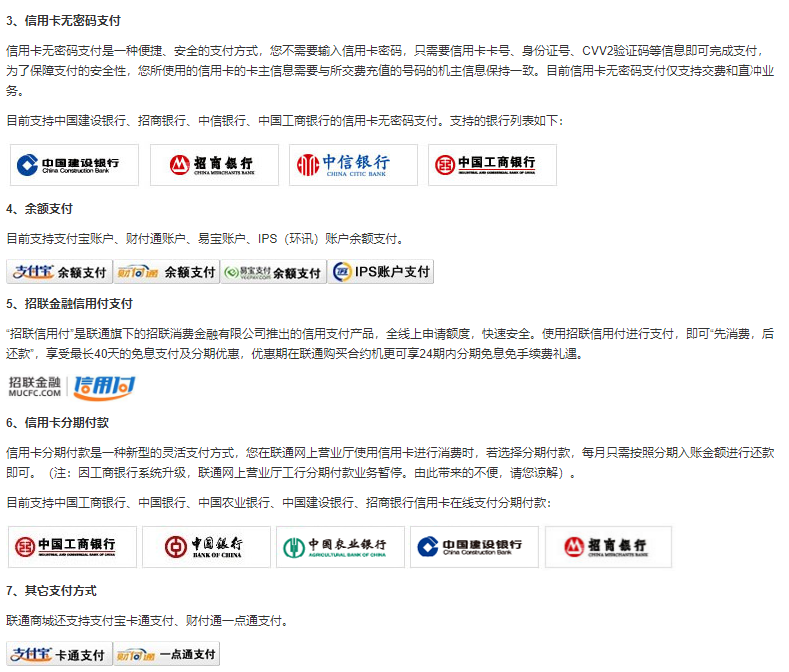 3、信用卡无密码支付
信用卡无密码支付是一种便捷、安全的支付方式，您不需要输入信用卡密码，只需要信用卡卡号、身份证号、CVV2验证码等信息即可完成支付，
为了保障支付的安全性，您所使用的信用卡的卡主信息需要与所交费充值的号码的机主信息保持一致。目前信用卡无密码支付仅支持交费和直冲业
务。
目前支持中国建设银行、招商银行、中信银行、中国工商银行的信用卡无密码支付。支持的银行列表如下：
中国建设银行 招商银行 中信银行 中国工商银行
China Construction Bank CHINA MERCHANTS BANK CHINA CITIC BANK INDUSTRIAL AND COMMERCIAL BANK OF CHINA
4、余额支付
目前支持支付宝账户、财付通账户、易宝账户、IPS（环讯）账户余额支付。
支付宝 余额支付 财付通 余额支付 易宝支付 余额支付 IPS账户支付
YEEPAY.COM
5、招联金融信用付支付
“招联信用付”是联通旗下的招联消费金融有限公司推出的信用支付产品，全线上申请额度，快速安全。使用招联信用付进行支付，即可“先消费，后
还款”，享受最长40天的免息支付及分期优惠，优惠期在联通购买合约机更可享24期内分期免息免手续费礼遇。
招联金融 信用付
MUCFC.COM
6、信用卡分期付款
信用卡分期付款是一种新型的灵活支付方式，您在联通网上营业厅使用信用卡进行消费时，若选择分期付款，每月只需按照分期入账金额进行还款
即可。（注：因工商银行系统升级，联通网上营业厅工行分期付款业务暂停。由此带来的不便，请您谅解）。
目前支持中国工商银行、中国银行、中国农业银行、中国建设银行、招商银行信用卡在线支付分期付款：
中国工商银行 中国银行 中国农业银行 中国建设银行 招商银行
INDUSTRIAL AND COMMERCIAL BANK OF CHINA BANK OF CHINA AGRICULTURAL BANK OF CHINA China Construction Bank CHINA MERCHANTS BANK
7、其它支付方式
联通商城还支持支付宝卡通支付、财付通一点通支付。
支付宝 卡通支付 财付通 一点通支付